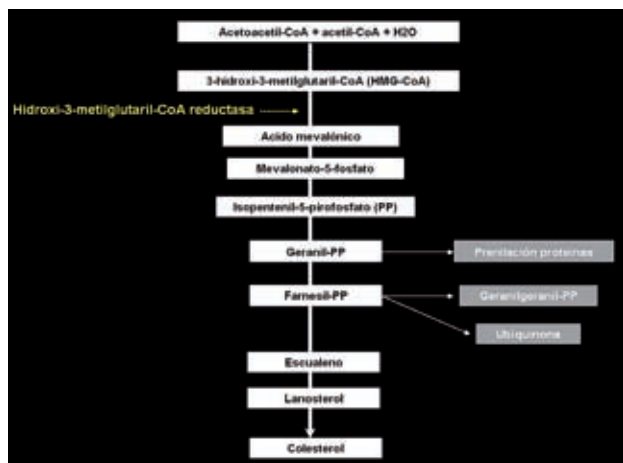 Acetoacetil-CoA + acetil-CoA + H2O
3-hidroxi-3-metilglutaril-CoA (HMG-CoA)
Hidroxi-3-metilglutaril-CoA reductasa
Acido mevalónico
Mevalonato-5-fosfato
Isopentenil-5-pirofosfato (PP)
Geranil-PP
Prenilación proteinas
Farnesil-PP
Geranilgeranil-PP
Ubiquinona
Escualeno
Lanosterol
Colesterol